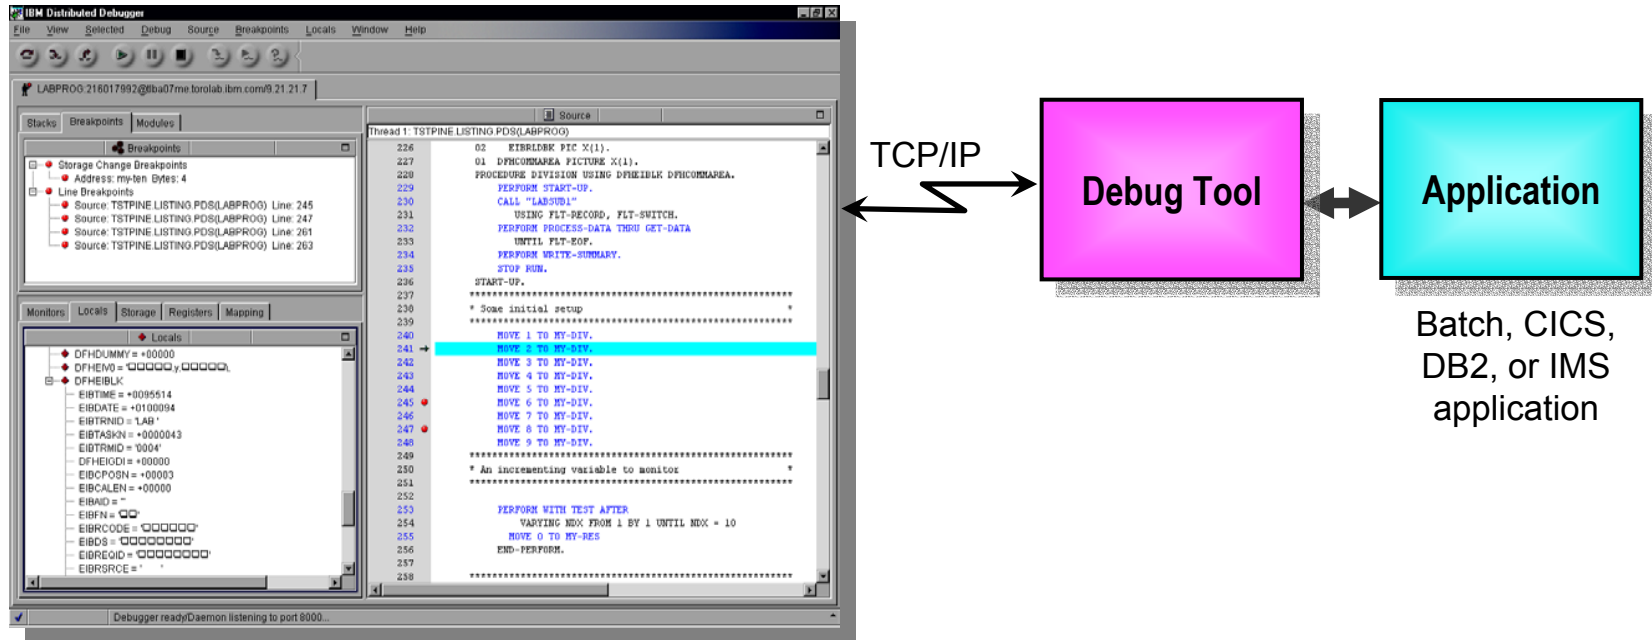 IBM Distributed Debugger
File View Selected Debug Source Breakpoints Locals Window Help
LABPROG:216017992@tlba07me.torolab.ibm.com/9.21.21.7
Stacks Breakpoints Modules
Breakpoints
Storage Change Breakpoints
Address: my-ten Bytes: 4
Line Breakpoints
Source: TSTPINE.LISTING.PDS(LABPROG) Line: 245
Source: TSTPINE.LISTING.PDS(LABPROG) Line: 247
Source: TSTPINE.LISTING.PDS(LABPROG) Line: 261
Source: TSTPINE.LISTING.PDS(LABPROG) Line: 263
Monitors Locals Storage Registers Mapping
Locals
DFHDUMMY = +00000
DFHEIV0 = '□□□□□,y,□□□□□\,
DFHEIBLK
EIBTIME = +0095514
EIBDATE = +0100094
EIBTRNID = 'LAB '
EIBTASKN = +0000043
EIBTRMID = '0004'
DFHEIGDI = +00000
EIBCPOSN = +00003
EIBCALEN = +00000
EIBAID = ''
EIBFN = '□□'
EIBRCODE = '□□□□□□'
EIBDS = '□□□□□□□□'
EIBREQID = '□□□□□□□□'
EIBRSRCE = '        '
Source
Thread 1: TSTPINE.LISTING.PDS(LABPROG)
226 02 EIBRLDBK PIC X(1).
227 01 DFHCOMMAREA PICTURE X(1).
228 PROCEDURE DIVISION USING DFHEIBLK DFHCOMMAREA.
229 PERFORM START-UP.
230 CALL "LABSUB1"
231 USING FLT-RECORD, FLT-SWITCH.
232 PERFORM PROCESS-DATA THRU GET-DATA
233 UNTIL FLT-EOF.
234 PERFORM WRITE-SUMMARY.
235 STOP RUN.
236 START-UP.
237 ************************************************************
238 * Some initial setup *
239 ************************************************************
240 MOVE 1 TO MY-DIV.
241 MOVE 2 TO MY-DIV.
242 MOVE 3 TO MY-DIV.
243 MOVE 4 TO MY-DIV.
244 MOVE 5 TO MY-DIV.
245 MOVE 6 TO MY-DIV.
246 MOVE 7 TO MY-DIV.
247 MOVE 8 TO MY-DIV.
248 MOVE 9 TO MY-DIV.
249 ************************************************************
250 * An incrementing variable to monitor *
251 ************************************************************
252
253 PERFORM WITH TEST AFTER
254 VARYING NDX FROM 1 BY 1 UNTIL NDX = 10
255 MOVE 0 TO MY-RES
256 END-PERFORM.
257
258 ************************************************************
Debugger ready/Daemon listening to port 8000...
TCP/IP
Debug Tool
Application
Batch, CICS,
DB2, or IMS
application